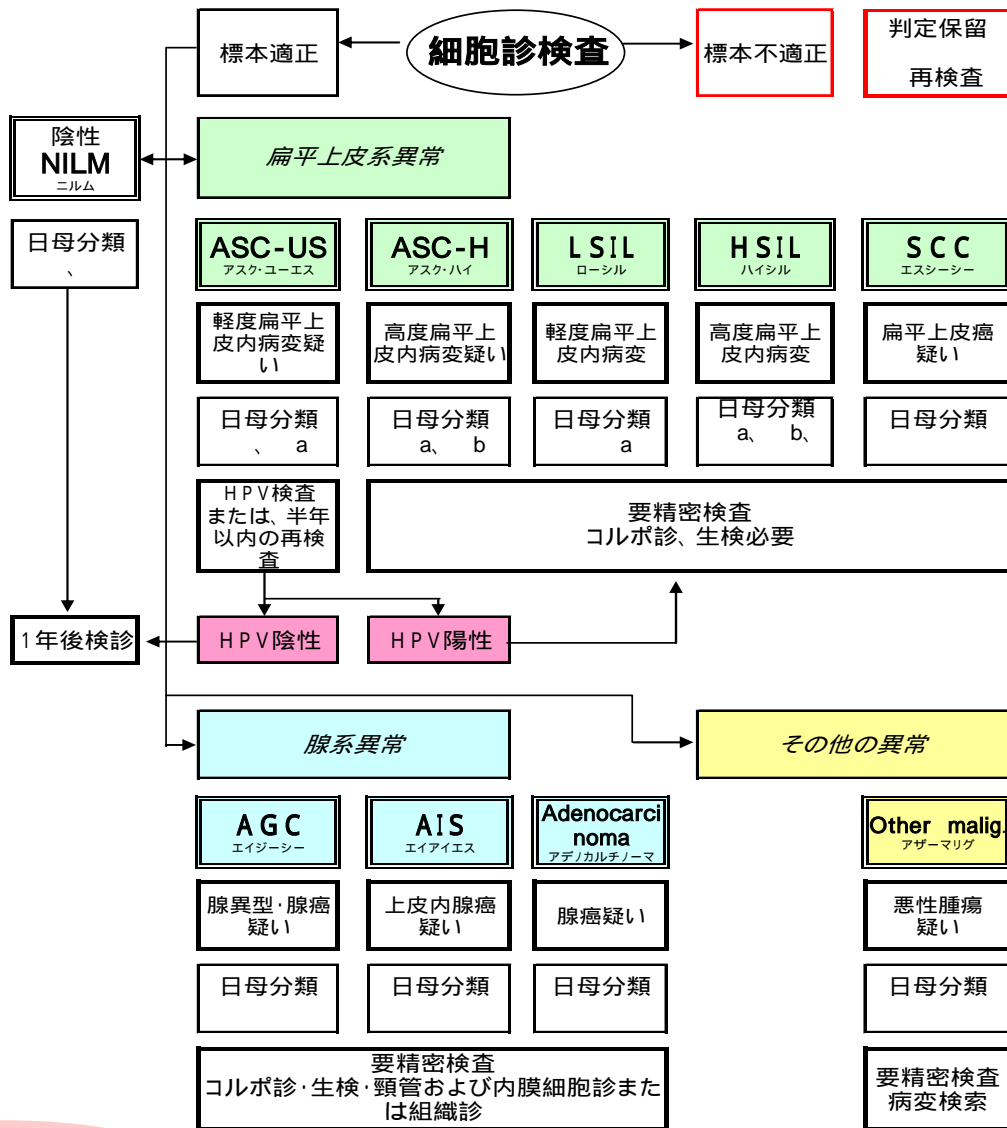 標本適正
細胞診検査
標本不適正
判定保留
再検査
陰性
NILM
ニルム
扁平上皮系異常
日母分類
、
ASC-US
アスク・ユーエス
ASC-H
アスク・ハイ
LSIL
ローシル
HSIL
ハイシル
SCC
エスシーシー
軽度扁平上
皮内病変疑
い
高度扁平上
皮内病変疑い
軽度扁平上
皮内病変
高度扁平上
皮内病変
扁平上皮癌
疑い
日母分類
、 a
日母分類
a、 b
日母分類
a
日母分類
a、 b、
日母分類
HPV検査
または、半年
以内の再検
査
要精密検査
コルポ診、生検必要
1年後検診
HPV陰性
HPV陽性
腺系異常
その他の異常
AGC
エイジーシー
AIS
エイアイエス
Adenocarci
noma
アデノカルチノーマ
Other malig.
アザーマリグ
腺異型・腺癌
疑い
上皮内腺癌
疑い
腺癌疑い
悪性腫瘍
疑い
日母分類
日母分類
日母分類
日母分類
要精密検査
コルポ診・生検・頸管および内膜細胞診また
は組織診
要精密検査
病変検索